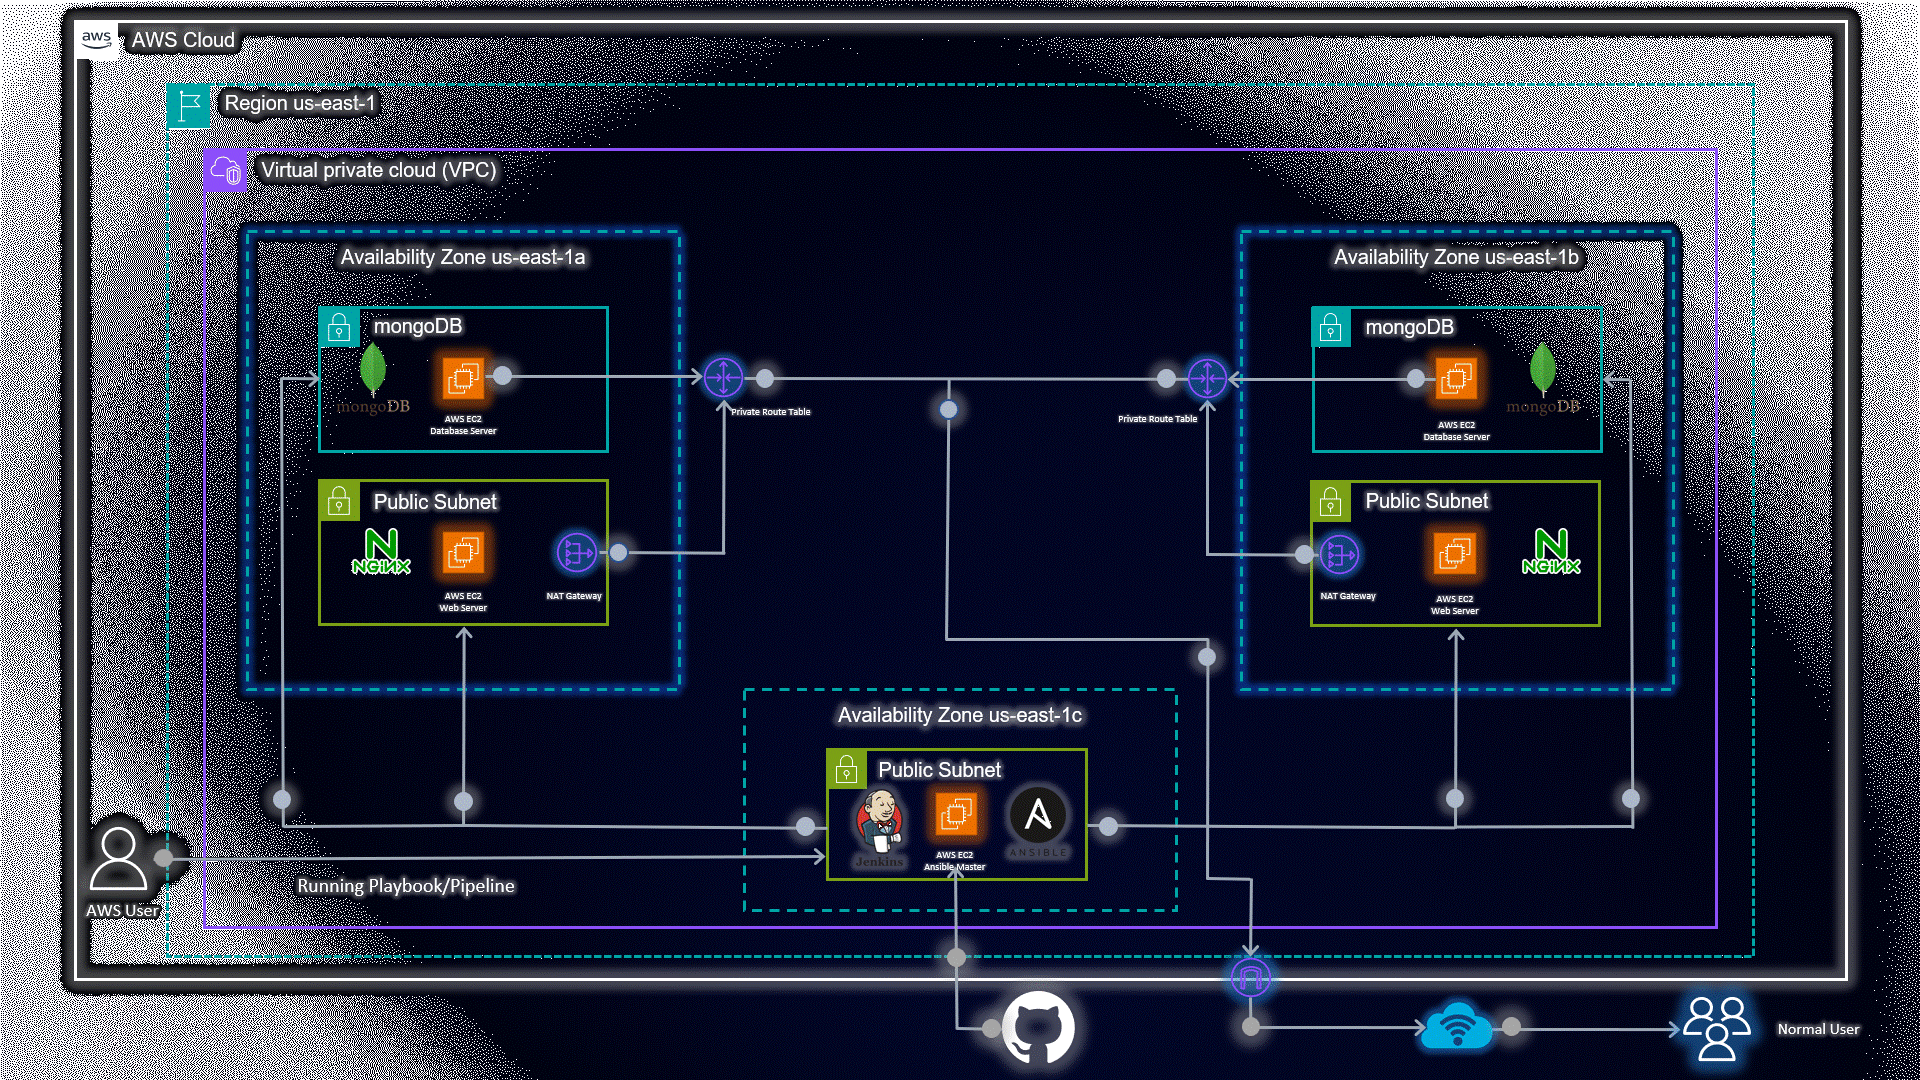 aws
AWS Cloud
Region us-east-1
Virtual private cloud (VPC)
Availability Zone us-east-1a
mongoDB
mongoDB
AWS EC2
Database Server
Private Route Table
Public Subnet
NGiNX
AWS EC2
Web Server
NAT Gateway
Availability Zone us-east-1b
mongoDB
AWS EC2
Database Server
mongoDB
Private Route Table
Public Subnet
NAT Gateway
AWS EC2
Web Server
NGiNX
Availability Zone us-east-1c
Public Subnet
Jenkins
AWS EC2
Ansible Master
ANSIBLE
AWS User
Running Playbook/Pipeline
Normal User